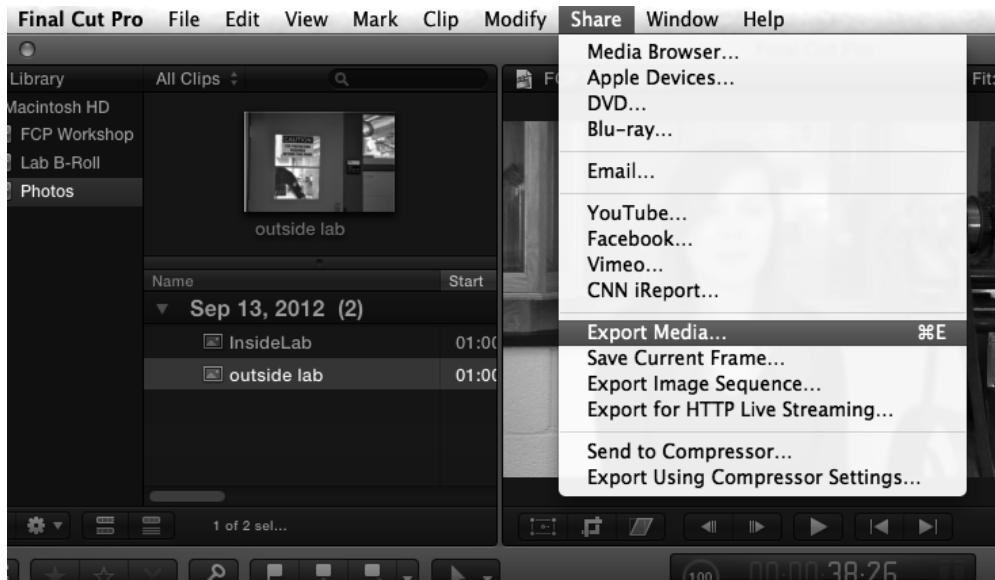 Final Cut Pro File Edit View Mark Clip Modify Share Window Help
Library
All Clips
Fit:
Macintosh HD
FCP Workshop
Lab B-Roll
Photos
CAUTION
outside lab
Name Start
Sep 13, 2012 (2)
InsideLab 01:00
outside lab 01:00
1 of 2 sel...
Media Browser...
Apple Devices...
DVD...
Blu-ray...
Email...
YouTube...
Facebook...
Vimeo...
CNN iReport...
Export Media... ⌘E
Save Current Frame...
Export Image Sequence...
Export for HTTP Live Streaming...
Send to Compressor...
Export Using Compressor Settings...
100
00:00:38:26